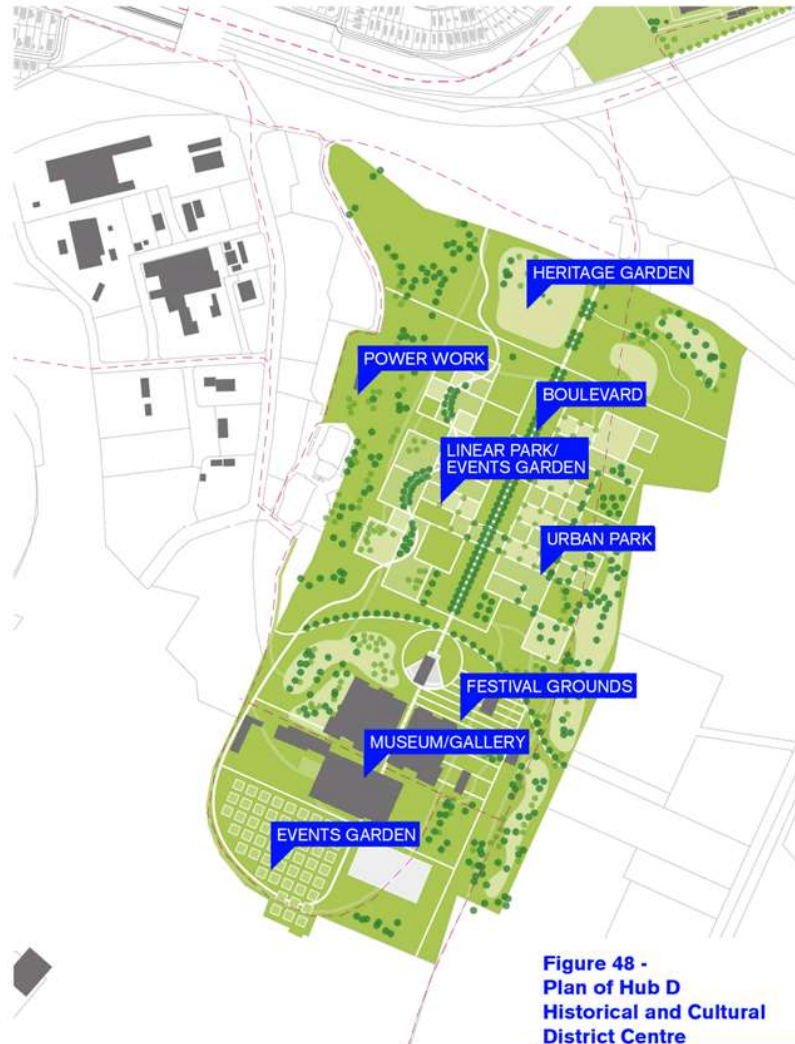 HERITAGE GARDEN
POWER WORK
BOULEVARD
LINEAR PARK/
EVENTS GARDEN
URBAN PARK
FESTIVAL GROUNDS
MUSEUM/GALLERY
EVENTS GARDEN
Figure 48 -
Plan of Hub D
Historical and Cultural
District Centre